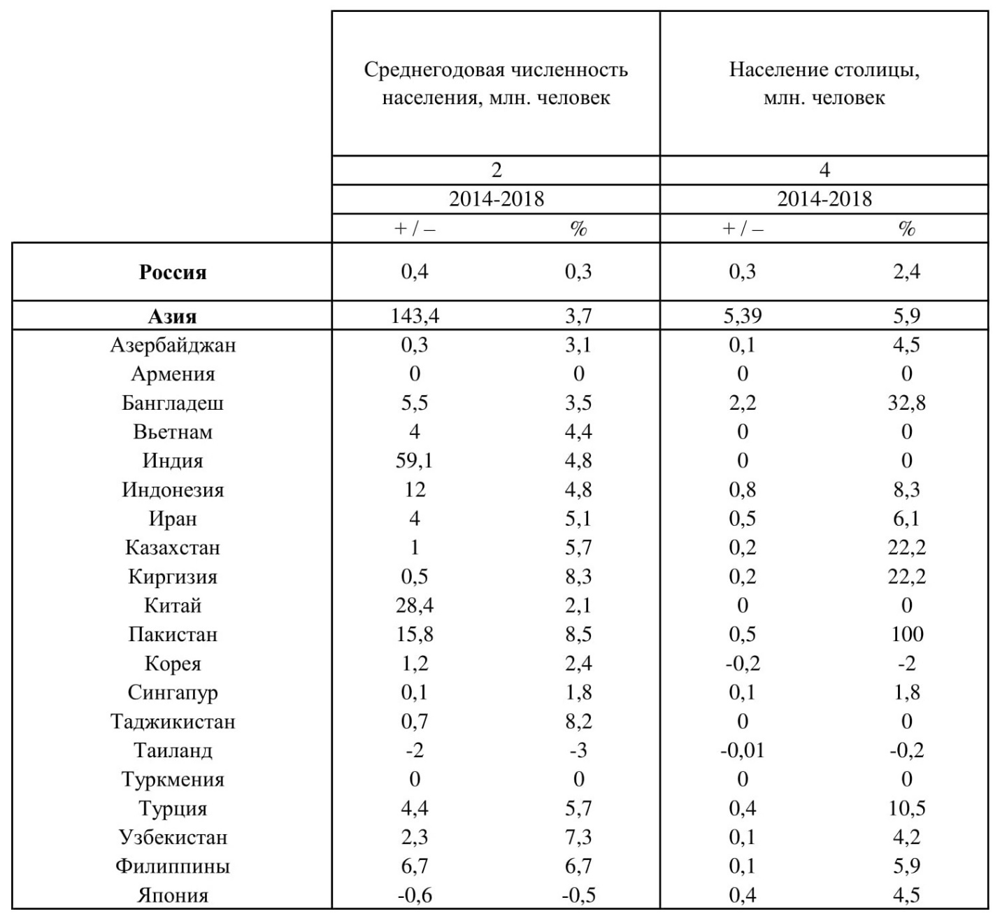 Среднегодовая численность населения, млн. человек Население столицы, млн. человек
2 4
2014-2018 2014-2018
+ / – % + / – %
Россия 0,4 0,3 0,3 2,4
Азия 143,4 3,7 5,39 5,9
Азербайджан 0,3 3,1 0,1 4,5
Армения 0 0 0 0
Бангладеш 5,5 3,5 2,2 32,8
Вьетнам 4 4,4 0 0
Индия 59,1 4,8 0 0
Индонезия 12 4,8 0,8 8,3
Иран 4 5,1 0,5 6,1
Казахстан 1 5,7 0,2 22,2
Киргизия 0,5 8,3 0,2 22,2
Китай 28,4 2,1 0 0
Пакистан 15,8 8,5 0,5 100
Корея 1,2 2,4 -0,2 -2
Сингапур 0,1 1,8 0,1 1,8
Таджикистан 0,7 8,2 0 0
Таиланд -2 -3 -0,01 -0,2
Туркмения 0 0 0 0
Турция 4,4 5,7 0,4 10,5
Узбекистан 2,3 7,3 0,1 4,2
Филиппины 6,7 6,7 0,1 5,9
Япония -0,6 -0,5 0,4 4,5